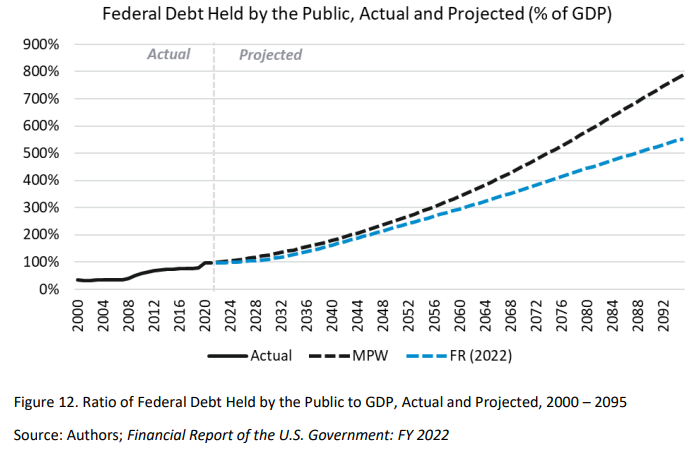 Federal Debt Held by the Public, Actual and Projected (% of GDP)
900%
Actual
Projected
800%
700%
600%
500%
400%
300%
200%
100%
0%
2000 2004 2008 2012 2016 2020 2024 2028 2032 2036 2040 2044 2048 2052 2056 2060 2064 2068 2072 2076 2080 2084 2088 2092
Actual MPW FR (2022)
Figure 12. Ratio of Federal Debt Held by the Public to GDP, Actual and Projected, 2000 – 2095
Source: Authors; Financial Report of the U.S. Government: FY 2022